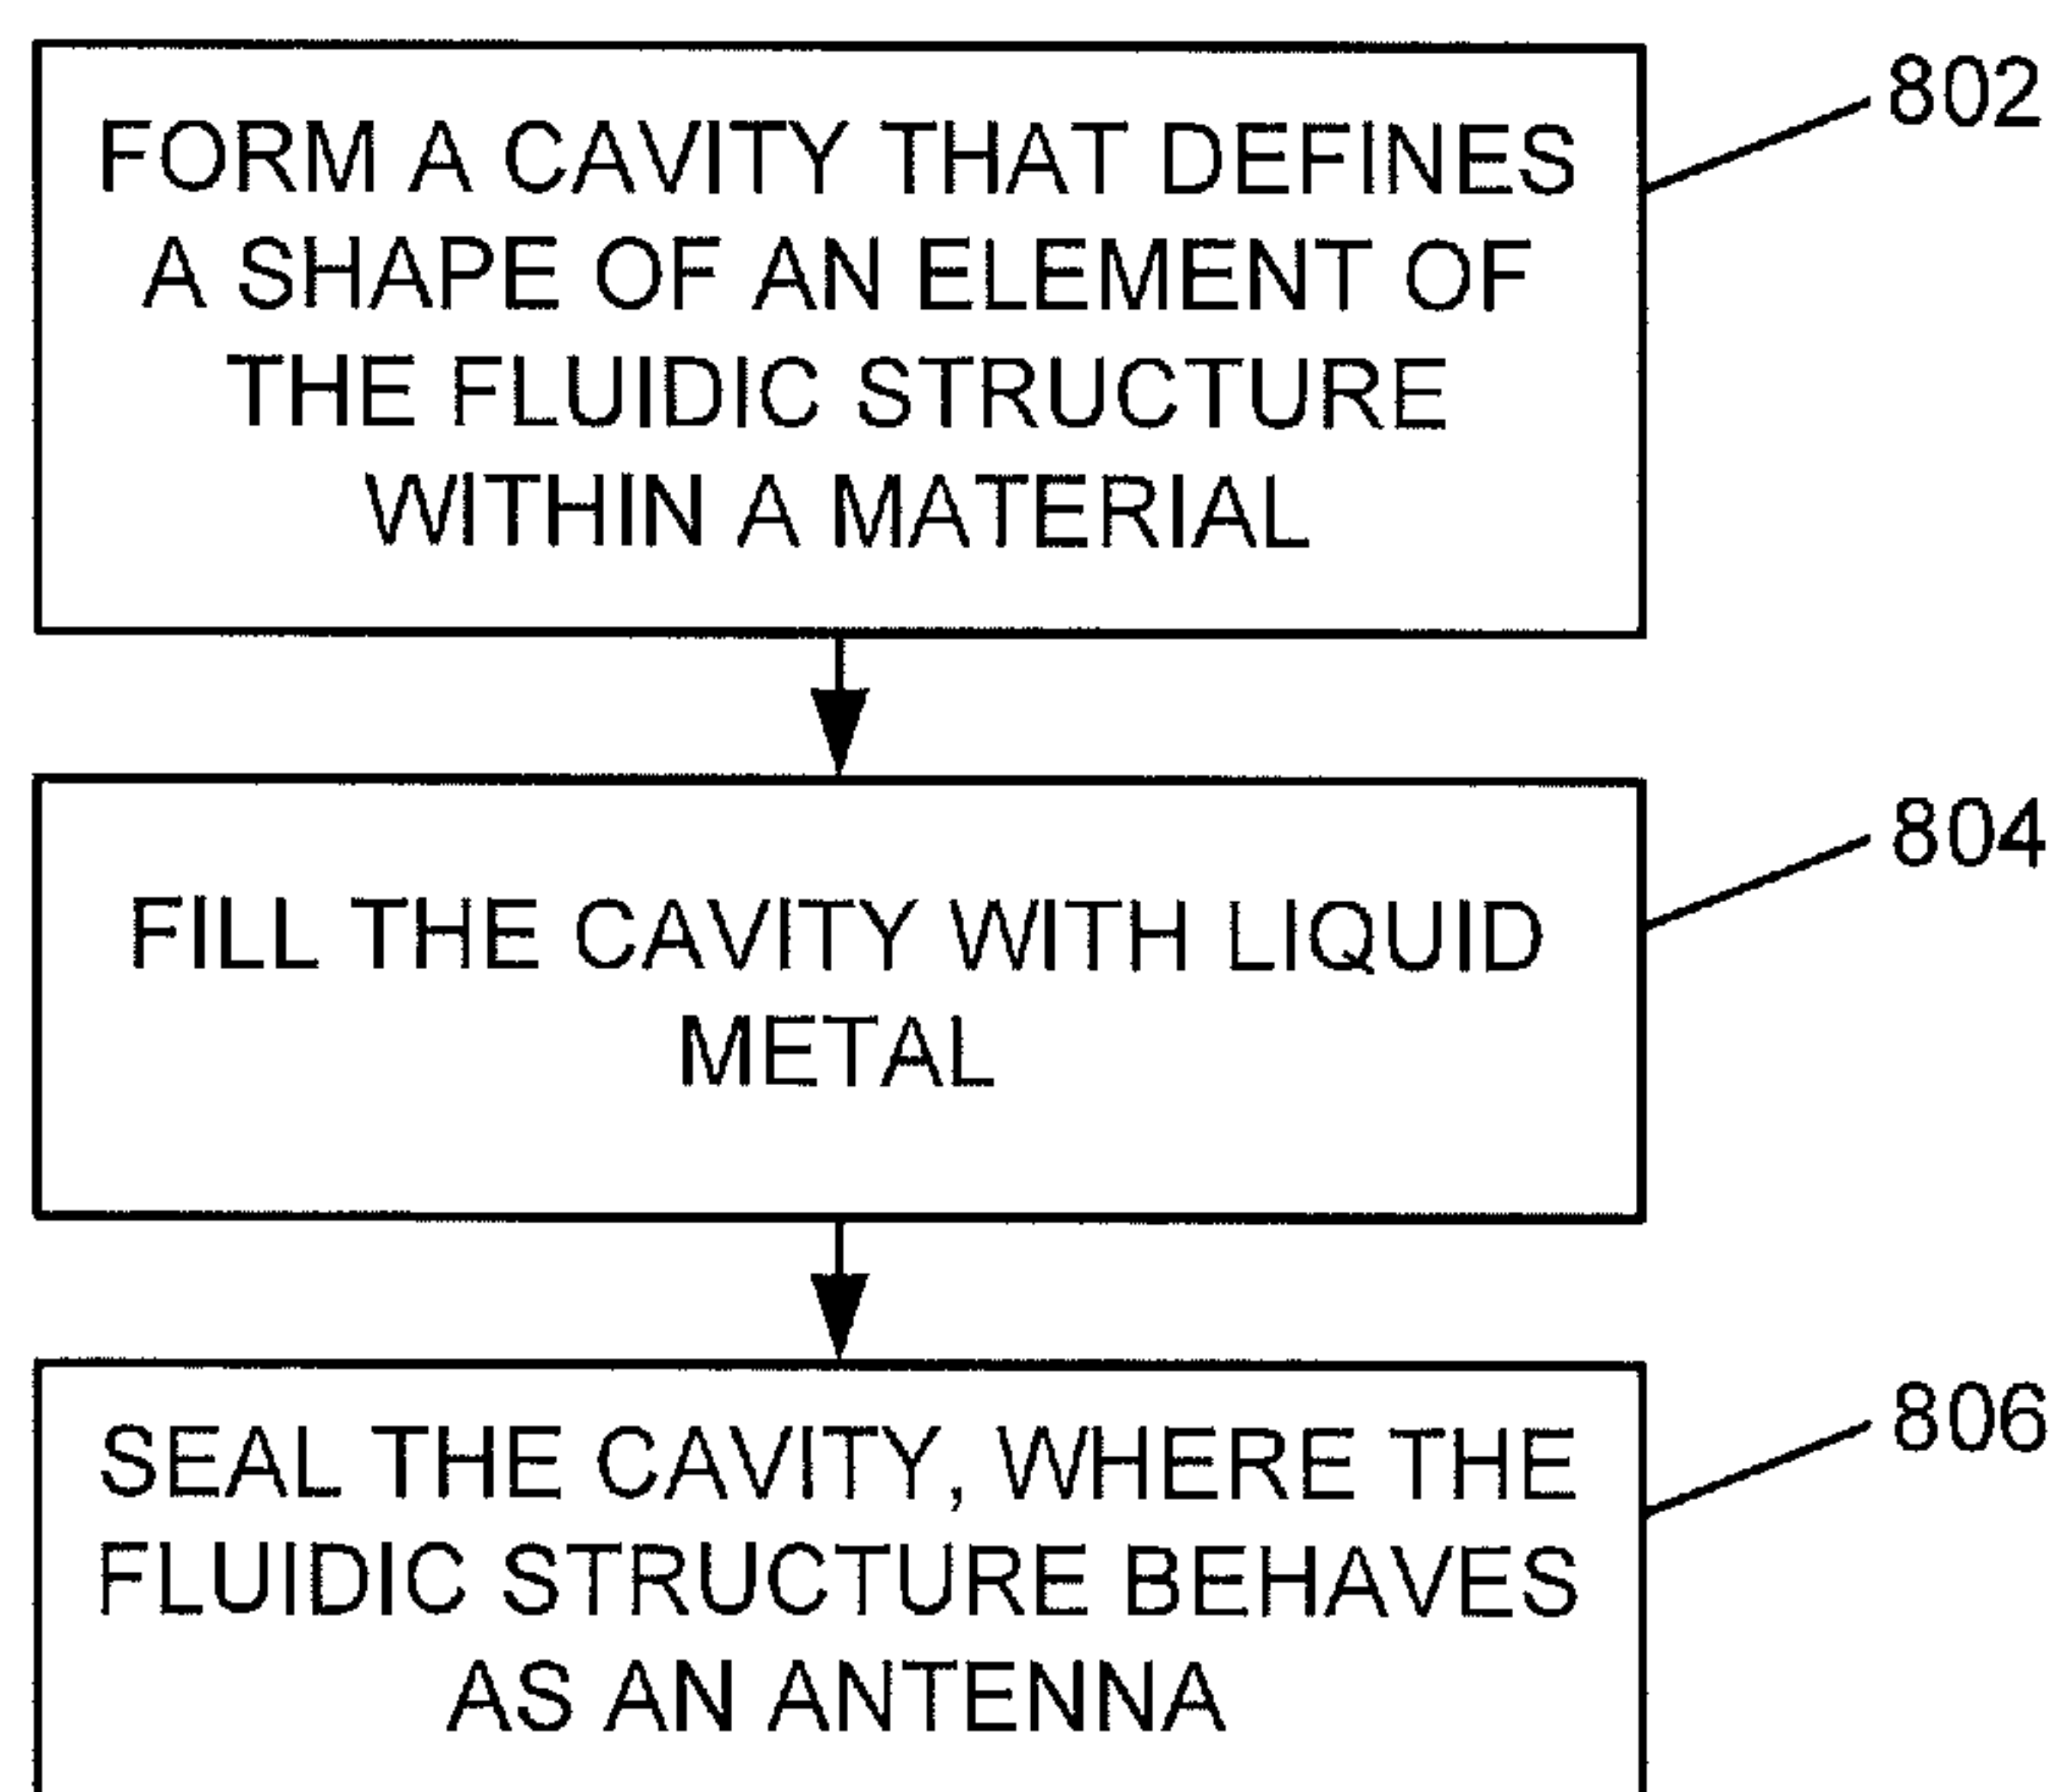 802
FORM A CAVITY THAT DEFINES
A SHAPE OF AN ELEMENT OF
THE FLUIDIC STRUCTURE
WITHIN A MATERIAL
804
FILL THE CAVITY WITH LIQUID
METAL
806
SEAL THE CAVITY, WHERE THE
FLUIDIC STRUCTURE BEHAVES
AS AN ANTENNA